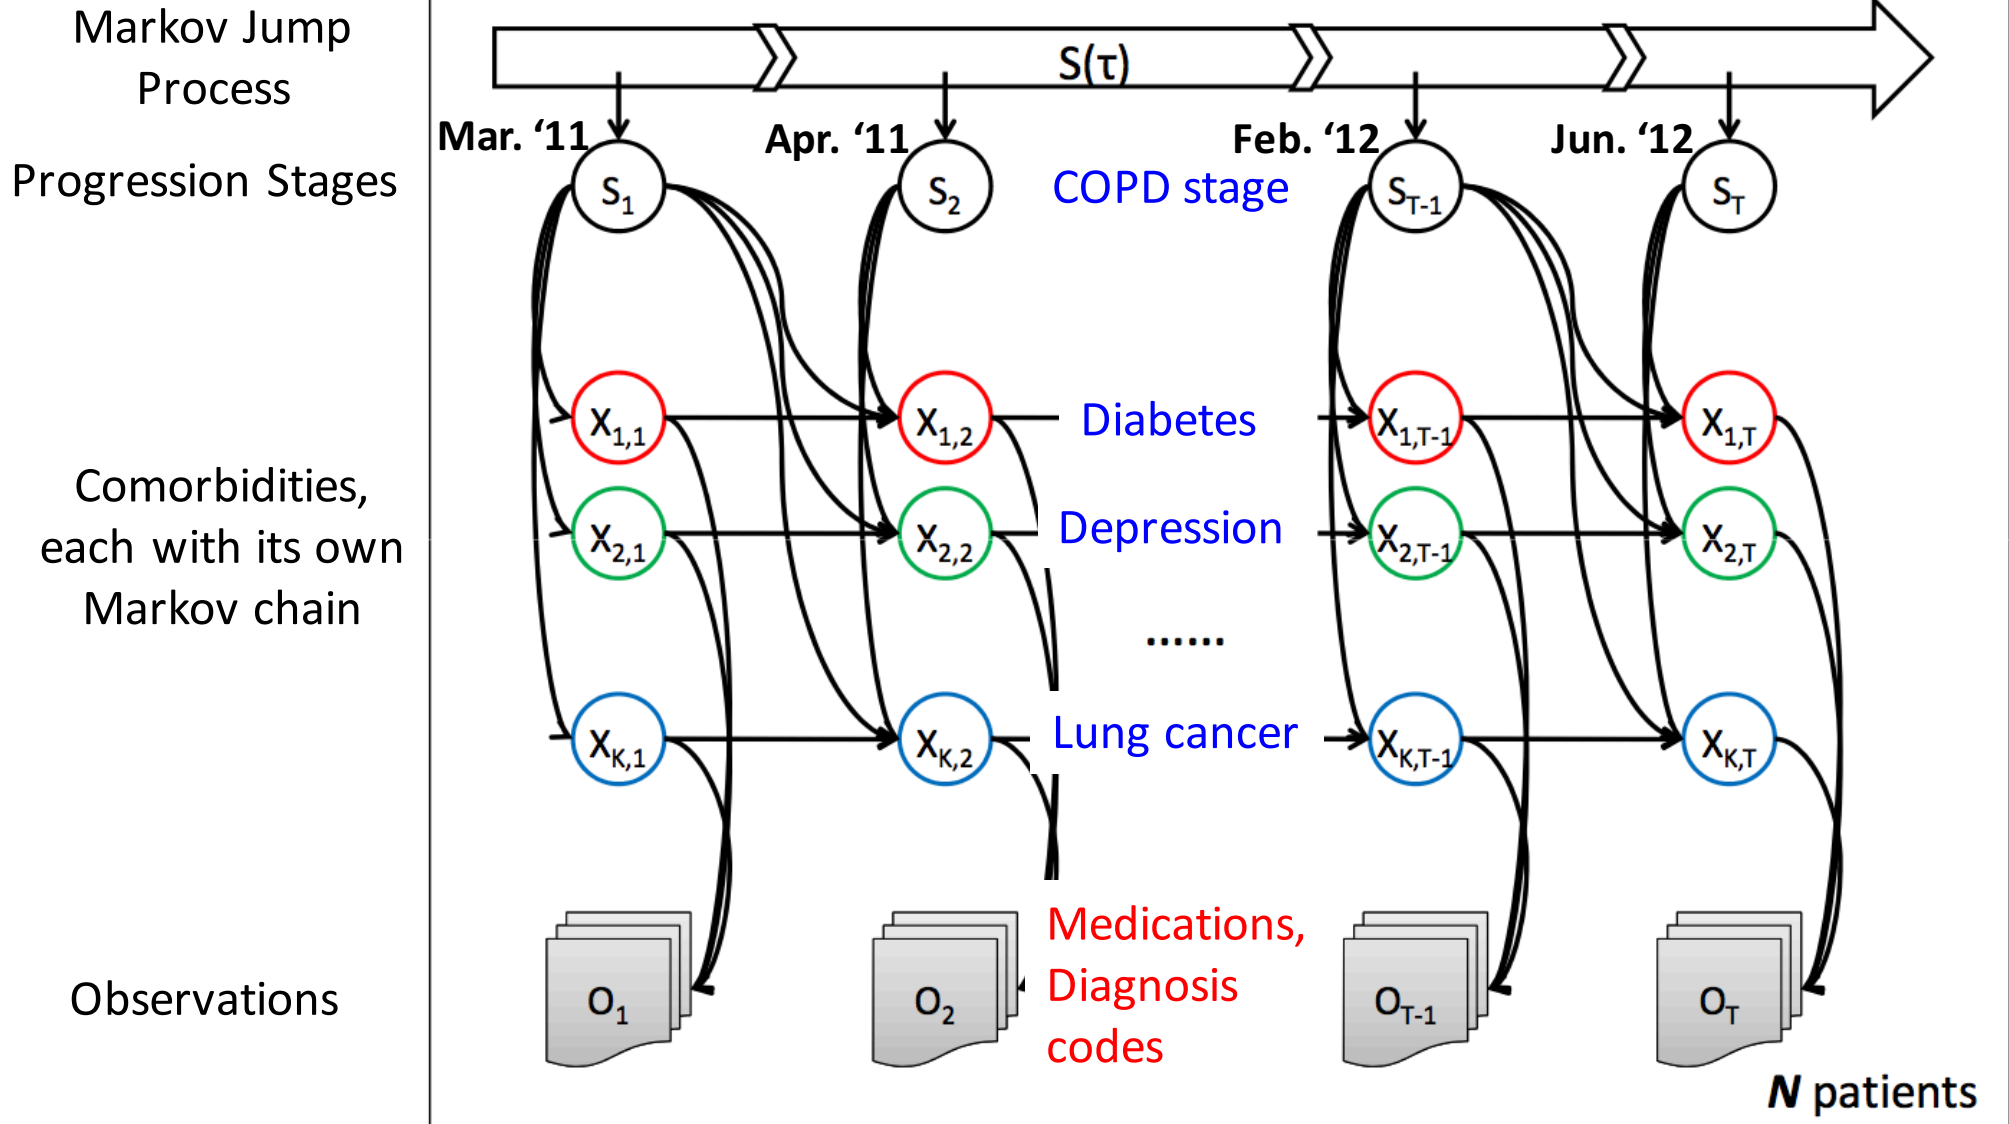 Markov Jump
Process
S(τ)
Mar. ‘11
Apr. ‘11
Feb. ‘12
Jun. ‘12
Progression Stages
S1
S2
COPD stage
ST-1
ST
X1,1
X1,2
Diabetes
X1,T-1
X1,T
Comorbidities,
each with its own
Markov chain
X2,1
X2,2
Depression
X2,T-1
X2,T
......
XK,1
XK,2
Lung cancer
XK,T-1
XK,T
Observations
O1
O2
Medications,
Diagnosis
codes
OT-1
OT
N patients